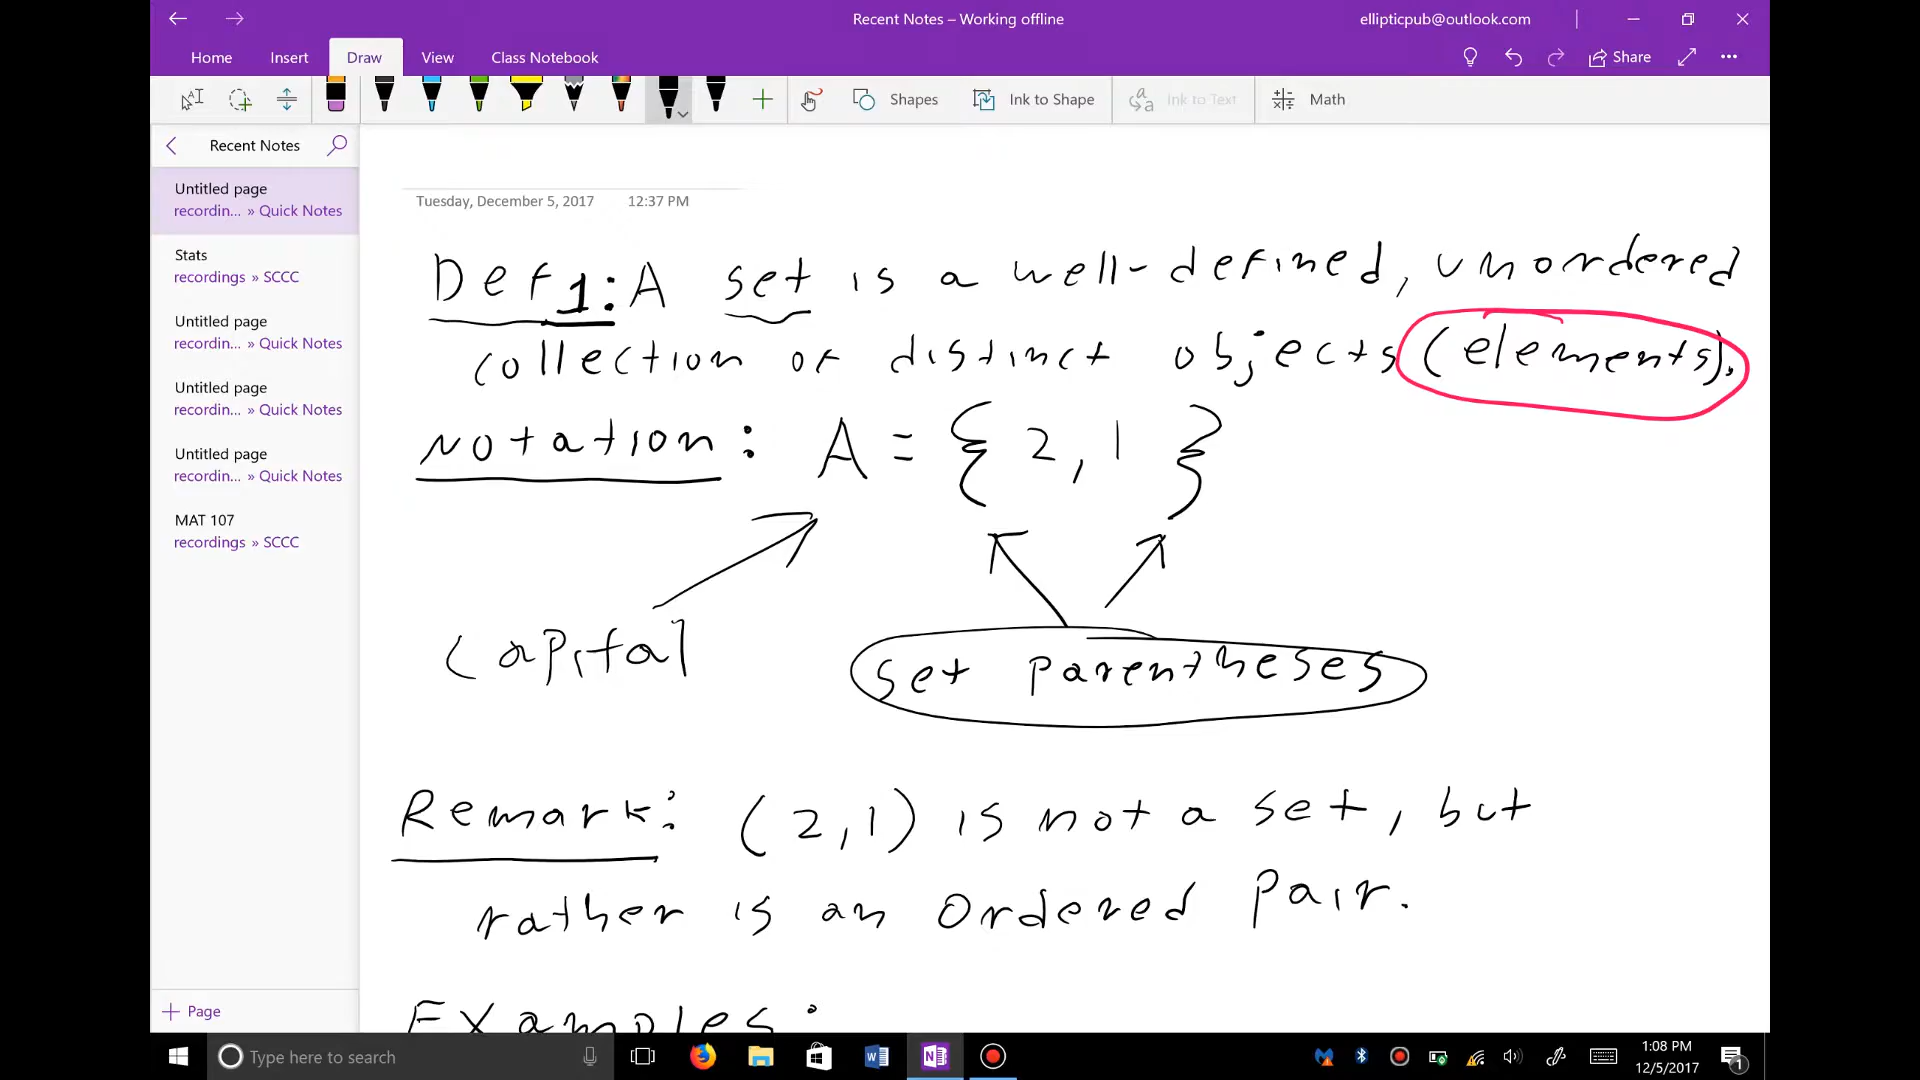 Recent Notes – Working offline
ellipticpub@outlook.com
Home Insert Draw View Class Notebook
Share
Shapes Ink to Shape Ink to Text Math
Recent Notes
Untitled page
recordin... » Quick Notes
Stats
recordings » SCCC
Untitled page
recordin... » Quick Notes
Untitled page
recordin... » Quick Notes
Untitled page
recordin... » Quick Notes
MAT 107
recordings » SCCC
Page
Tuesday, December 5, 2017 12:37 PM
Def 1: A set is a well-defined, unordered
collection of distinct objects (elements).
Notation: A = { 2, 1 }
Capital
Set parentheses
Remark: (2,1) is not a set, but
rather is an Ordered Pair.
Examples:
Type here to search
1:08 PM
12/5/2017
1